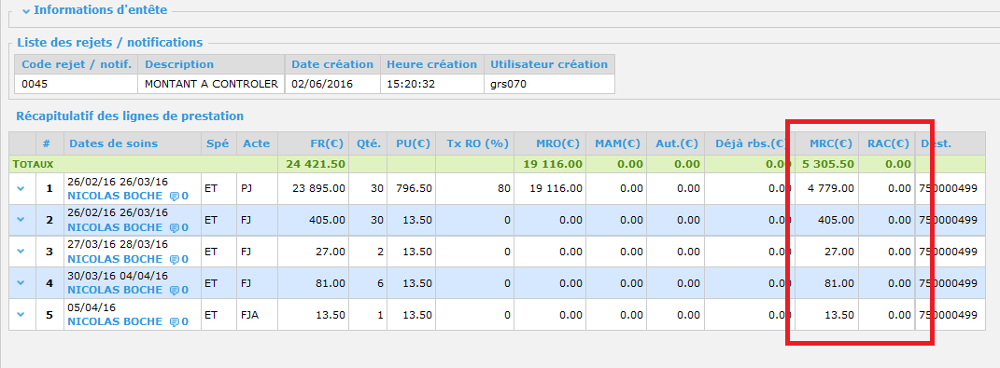 Informations d'entête
Liste des rejets / notifications
Code rejet / notif. Description Date création Heure création Utilisateur création
0045 MONTANT A CONTROLER 02/06/2016 15:20:32 grs070
Récapitulatif des lignes de prestation
# Dates de soins Spé Acte FR(€) Qté. PU(€) Tx RO (%) MRO(€) MAM(€) Aut.(€) Déjà rbs.(€) MRC(€) RAC(€) Dest.
TOTAUX 24 421.50 19 116.00 0.00 0.00 0.00 5 305.50 0.00
1 26/02/16 26/03/16 ET PJ 23 895.00 30 796.50 80 19 116.00 0.00 0.00 0.00 4 779.00 0.00 750000499
NICOLAS BOCHE 0
2 26/02/16 26/03/16 ET FJ 405.00 30 13.50 0 0.00 0.00 0.00 0.00 405.00 0.00 750000499
NICOLAS BOCHE 0
3 27/03/16 28/03/16 ET FJ 27.00 2 13.50 0 0.00 0.00 0.00 0.00 27.00 0.00 750000499
NICOLAS BOCHE 0
4 30/03/16 04/04/16 ET FJ 81.00 6 13.50 0 0.00 0.00 0.00 0.00 81.00 0.00 750000499
NICOLAS BOCHE 0
5 05/04/16 ET FJA 13.50 1 13.50 0 0.00 0.00 0.00 0.00 13.50 0.00 750000499
NICOLAS BOCHE 0